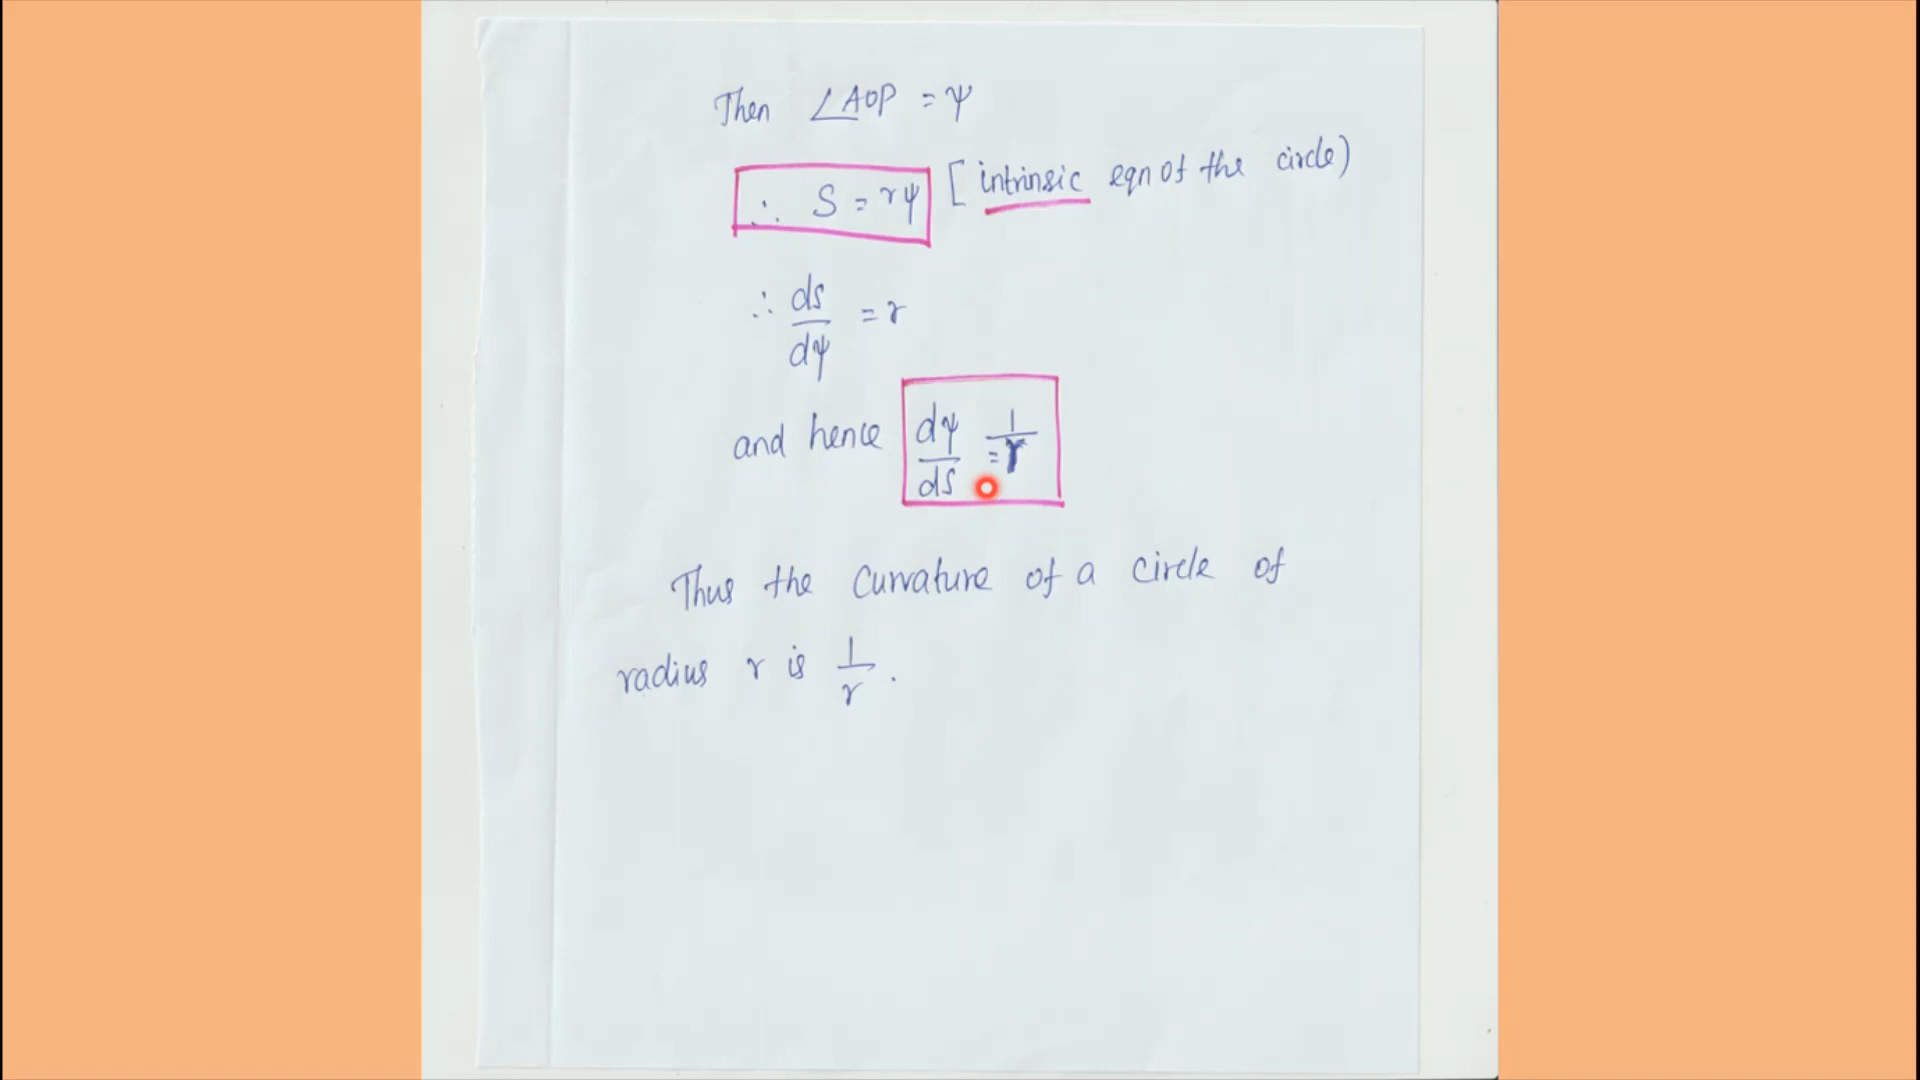 Then ∠AOP = ψ
∴ S = rψ [intrinsic eqn of the circle)
∴ ds/dψ = r
and hence dψ/ds = 1/r
Thus the Curvature of a circle of
radius r is 1/r.